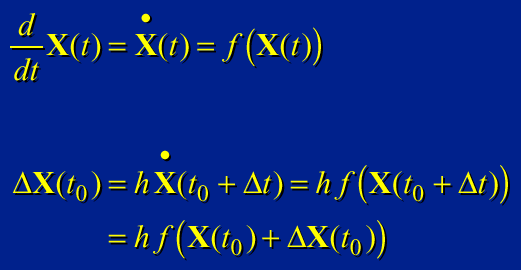 d/dt 𝐗(t) = 𝐗̇(t) = f(𝐗(t))
Δ𝐗(t₀) = h 𝐗̇(t₀ + Δt) = h f(𝐗(t₀ + Δt))
= h f(𝐗(t₀) + Δ𝐗(t₀))